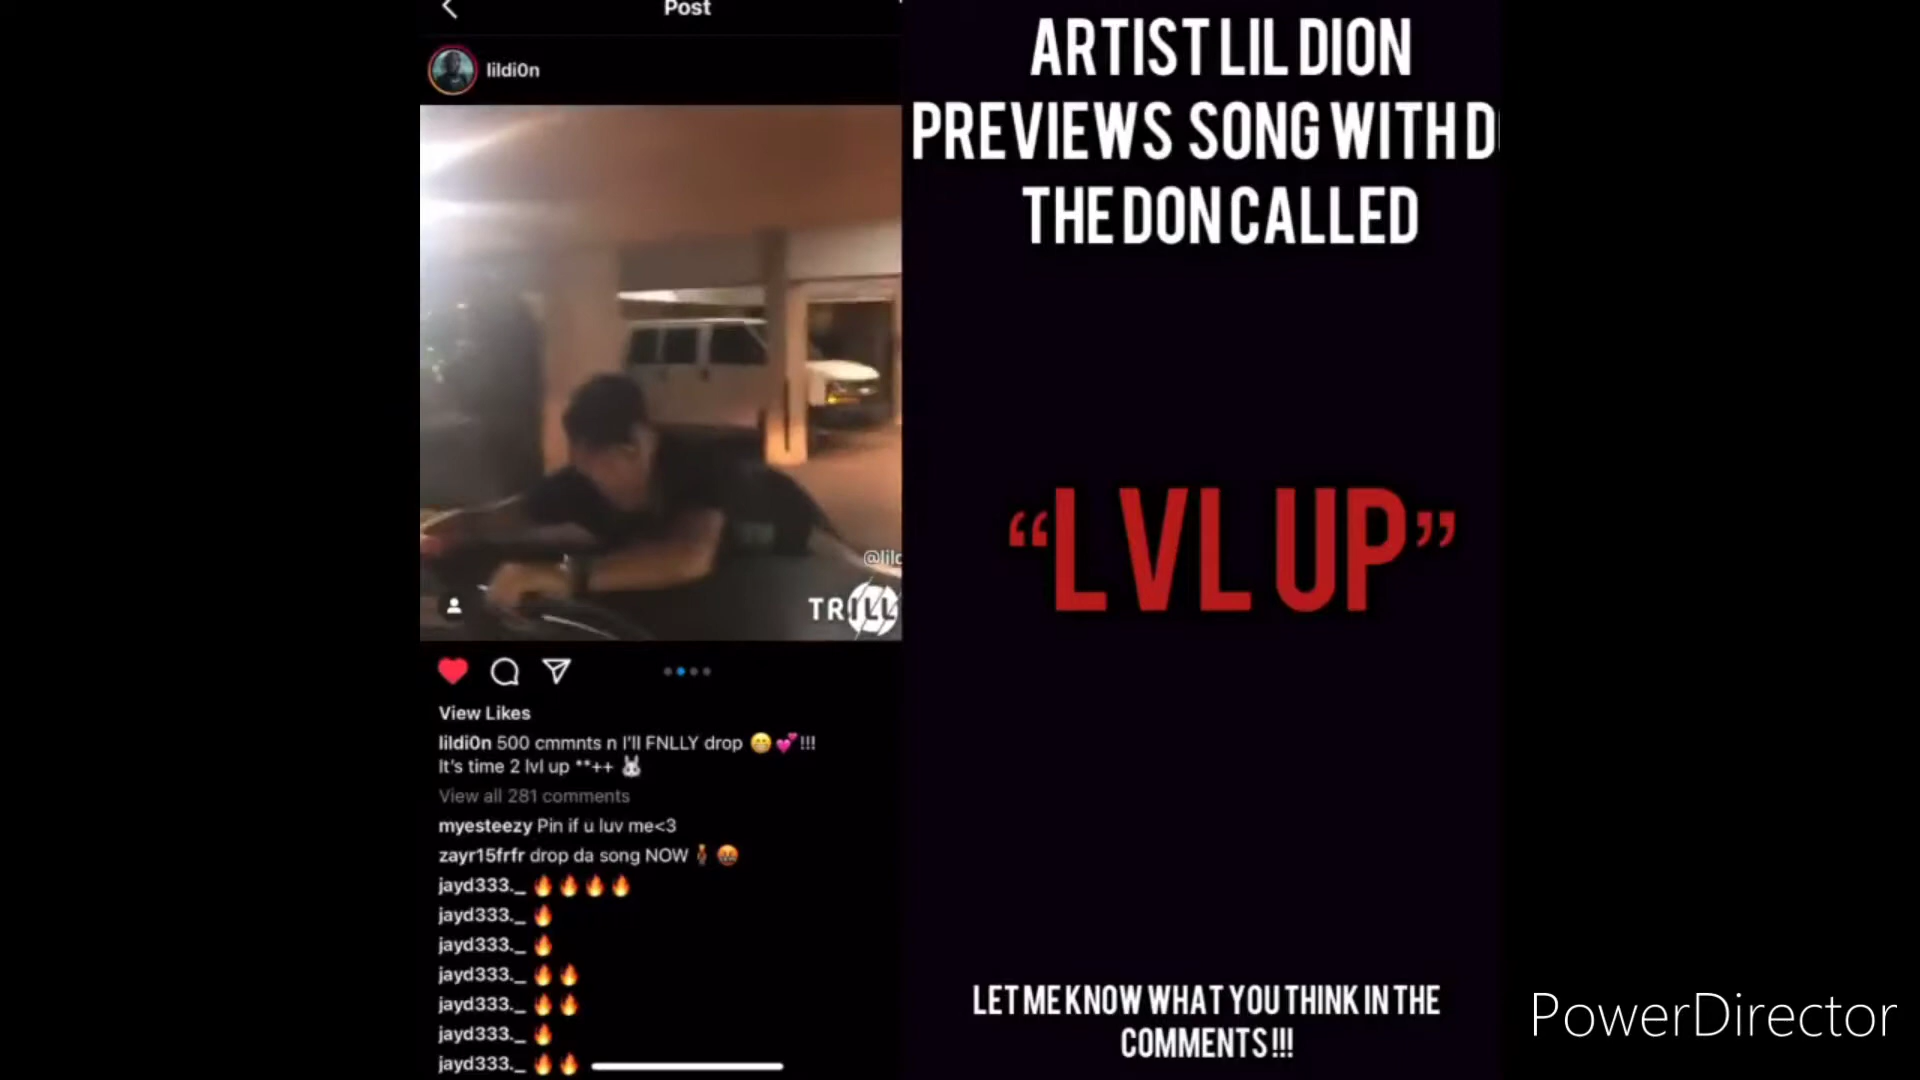 Post
lildi0n
@lil
TRILL
View Likes
lildi0n 500 cmmnts n I'll FNLLY drop 😁💕!!!
It's time 2 lvl up **++ 🐰
View all 281 comments
myesteezy Pin if u luv me<3
zayr15frfr drop da song NOW🧍🏾‍♂️🤬
jayd333._ 🔥🔥🔥🔥
jayd333._ 🔥
jayd333._ 🔥
jayd333._ 🔥🔥
jayd333._ 🔥🔥
jayd333._ 🔥
jayd333._ 🔥🔥
ARTIST LIL DION
PREVIEWS SONG WITH D
THE DON CALLED
“LVL UP”
LET ME KNOW WHAT YOU THINK IN THE
COMMENTS !!!
PowerDirector